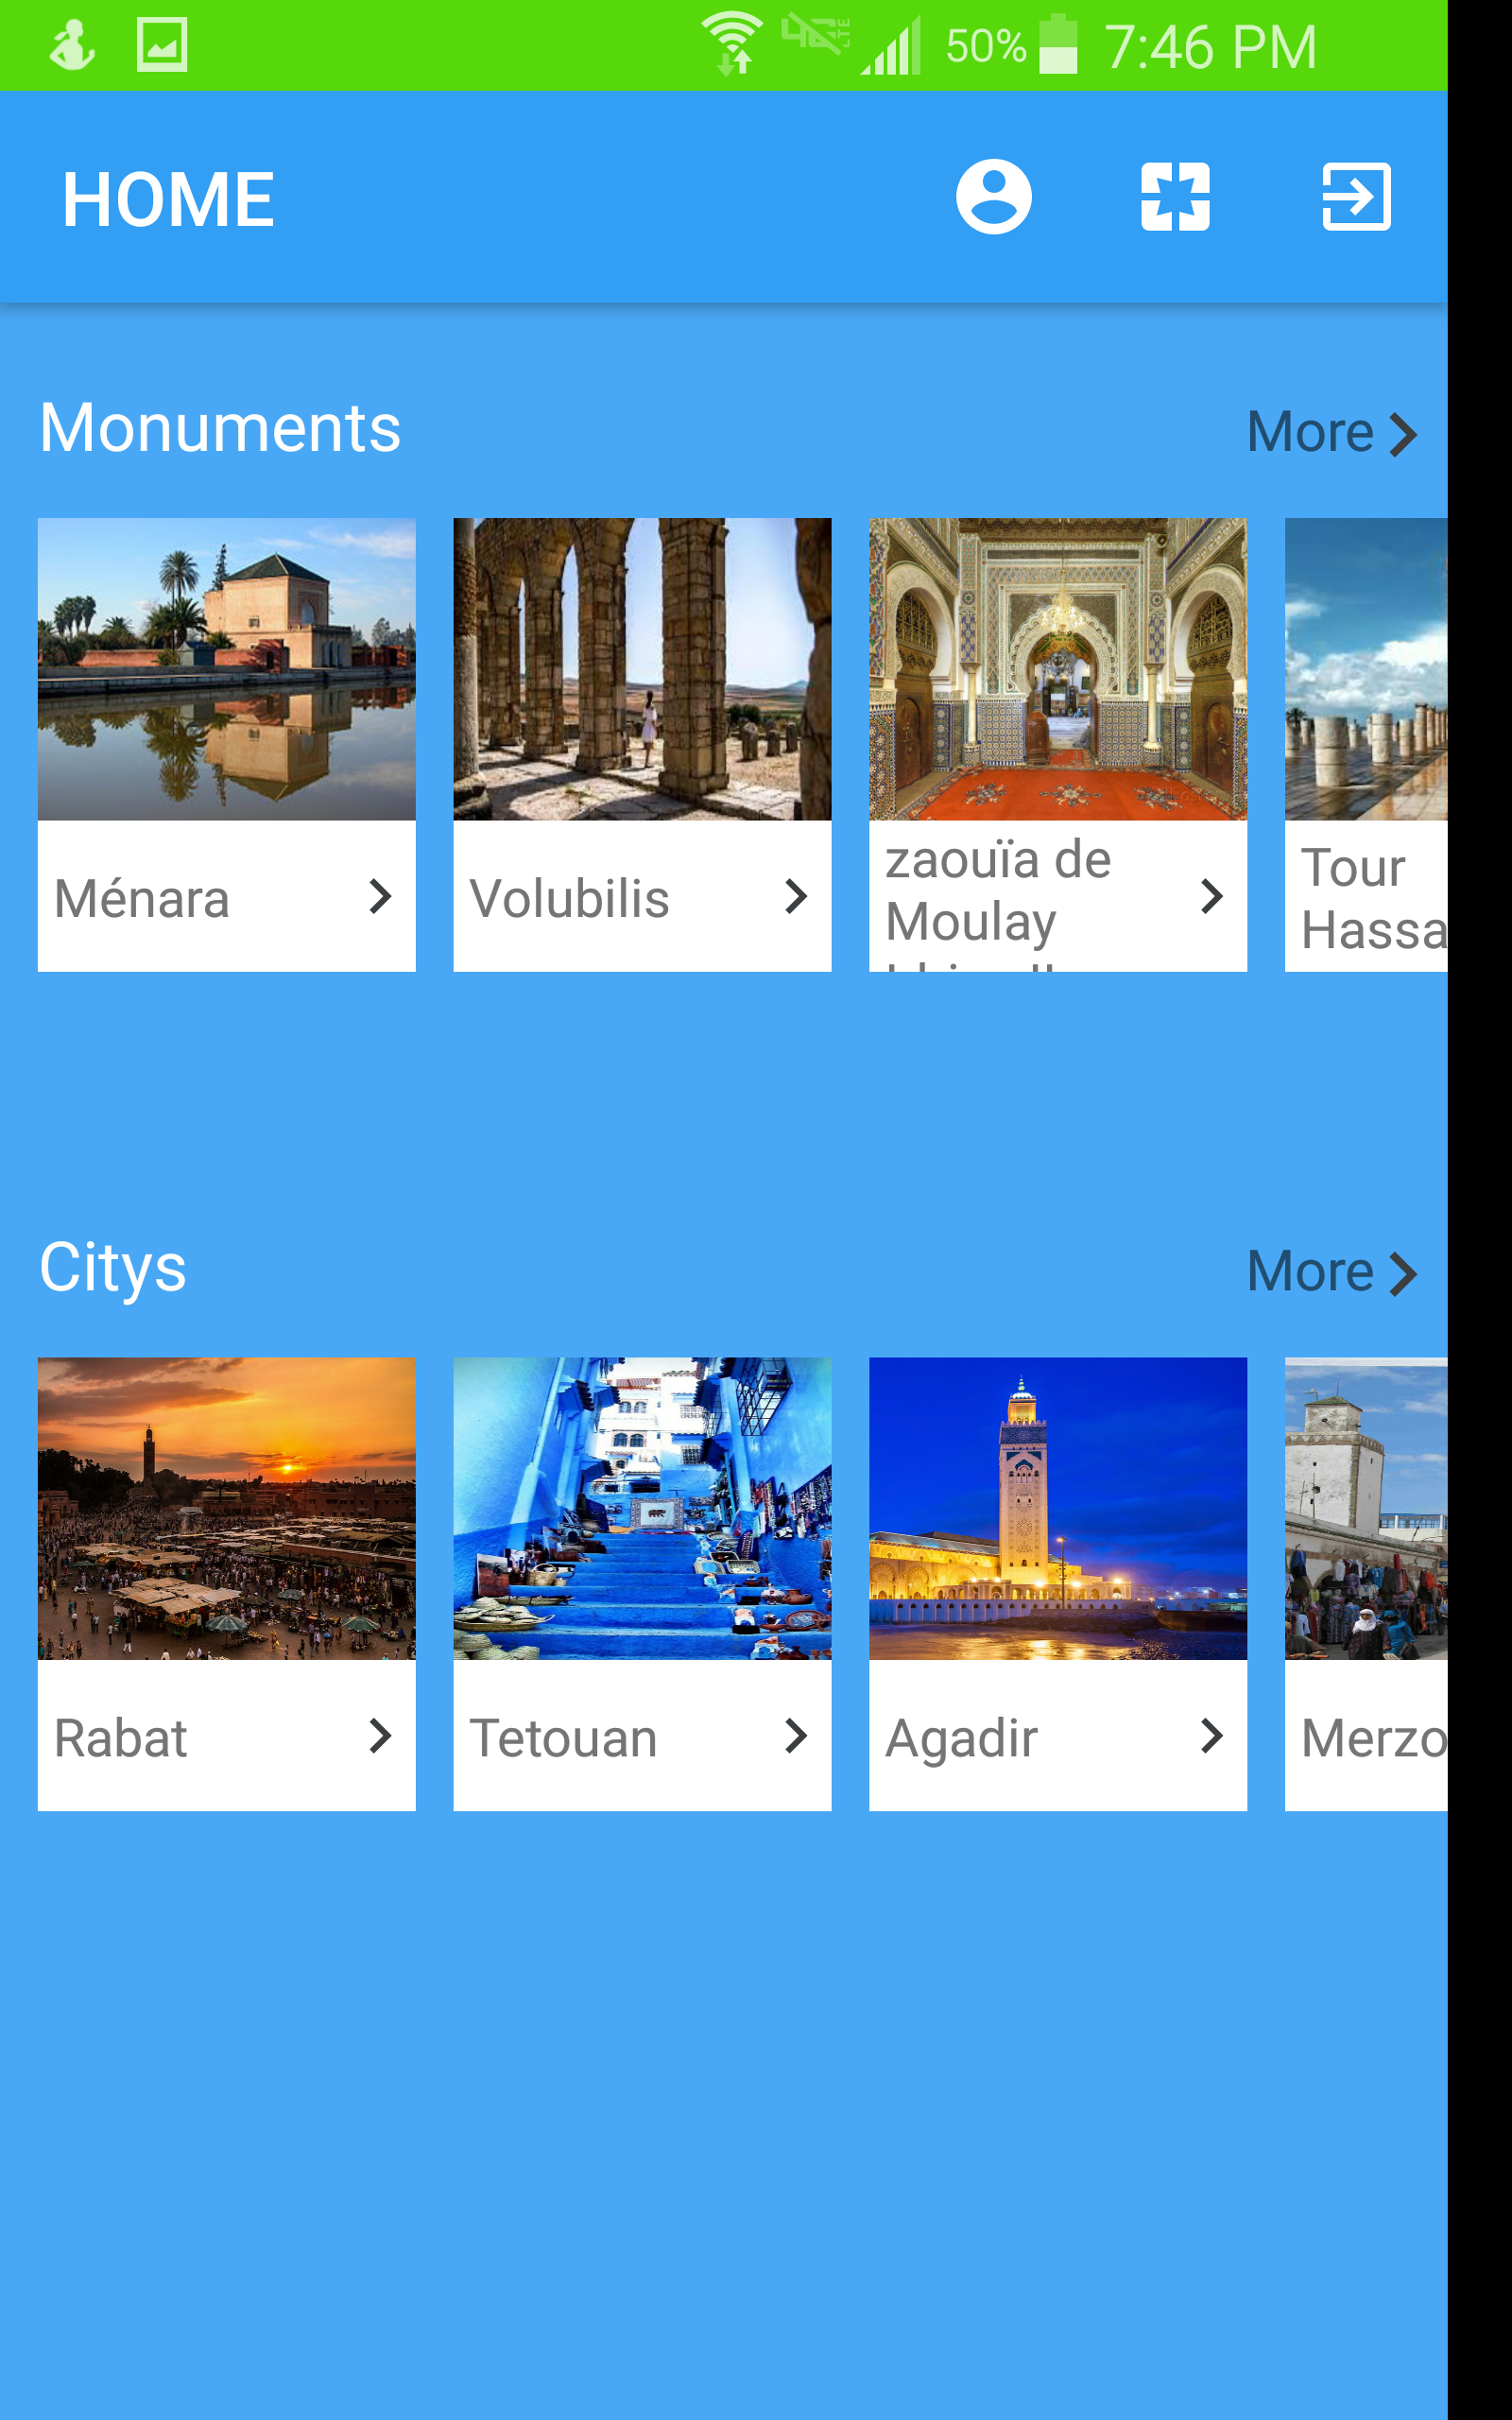 50% 7:46 PM
HOME
Monuments More
Ménara
Volubilis
zaouïa de
Moulay
Tour
Hassa
Citys More
Rabat
Tetouan
Agadir
Merzo